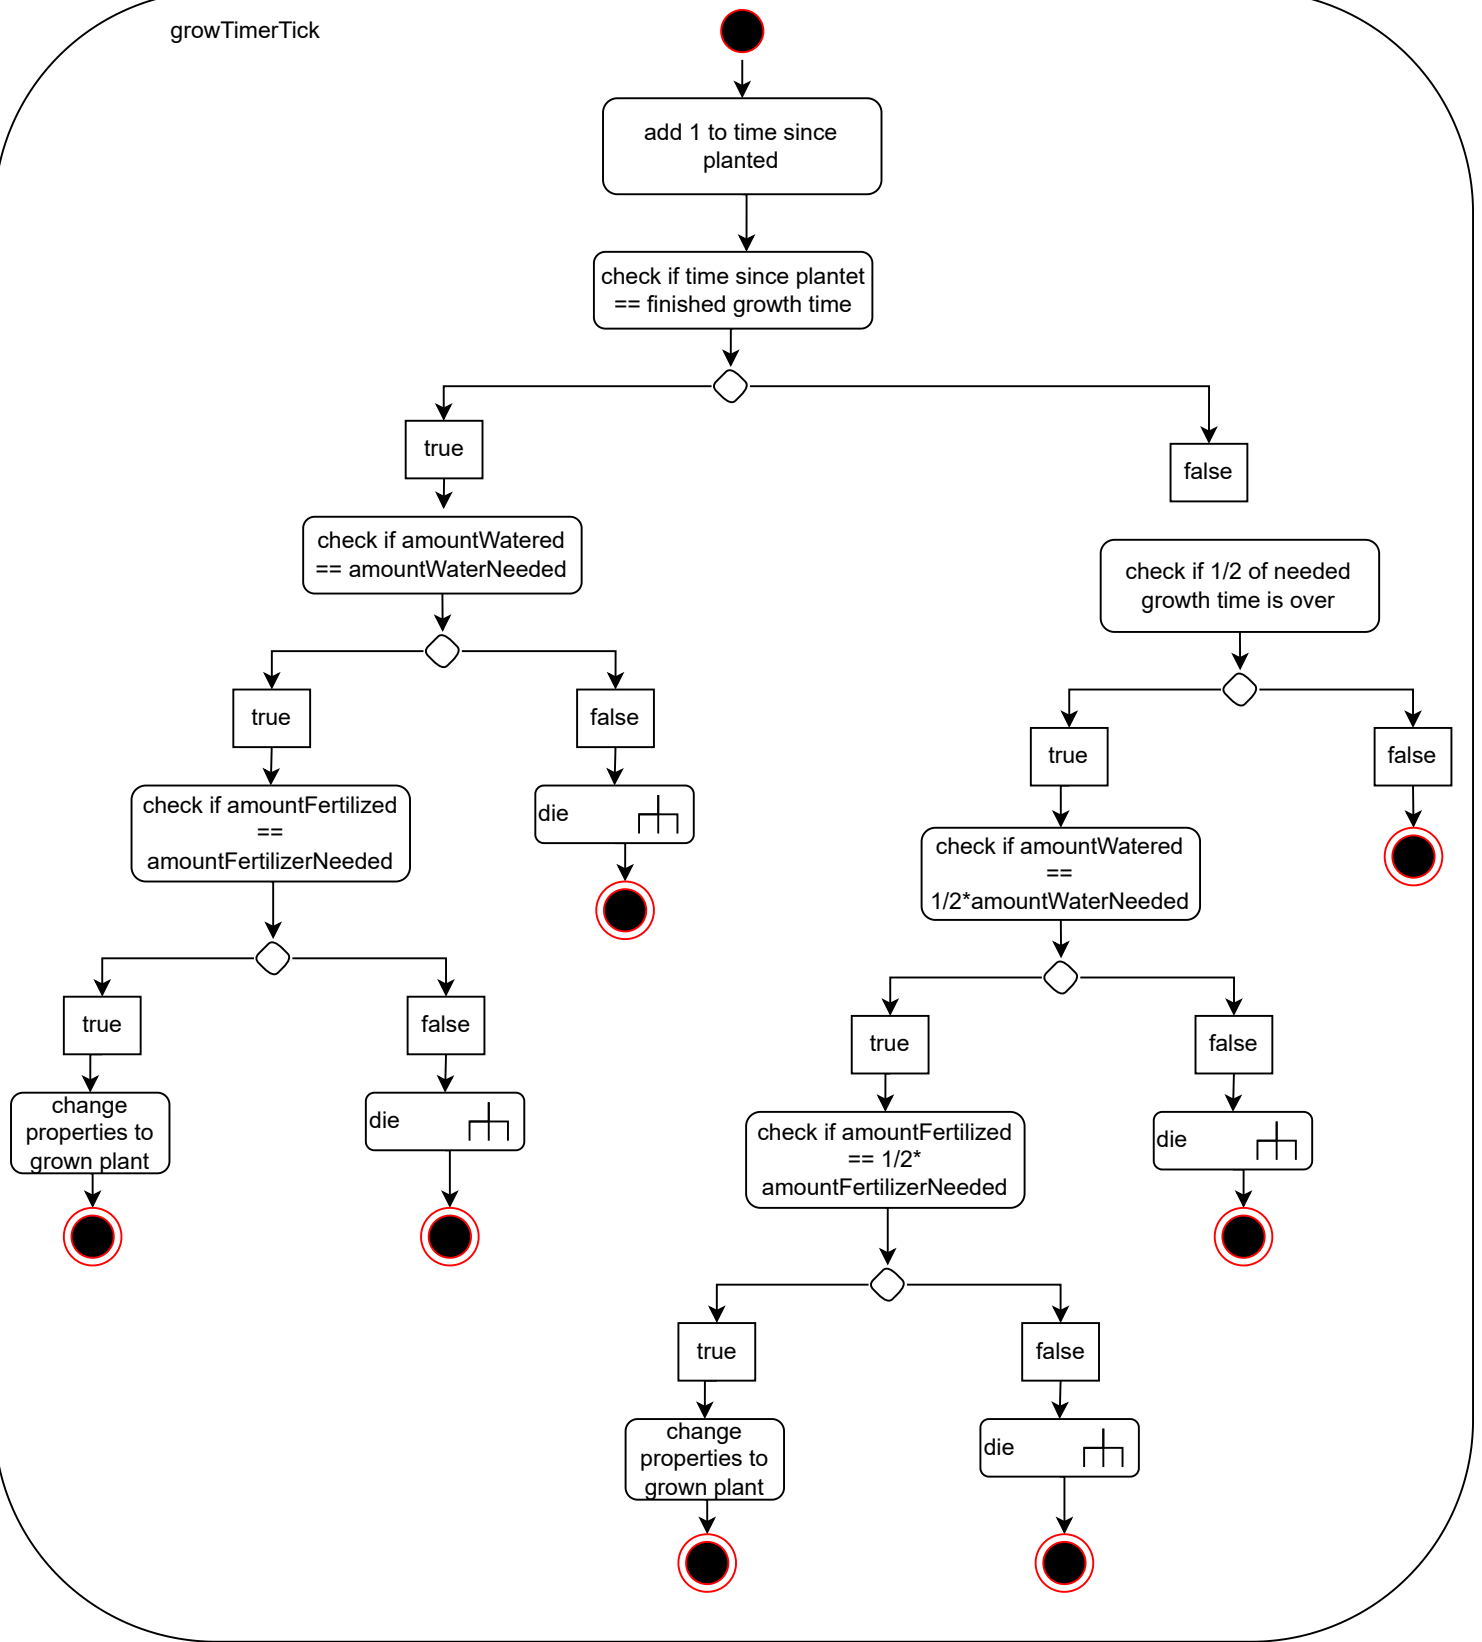 growTimerTick
add 1 to time since
planted
check if time since plantet
== finished growth time
true
false
check if amountWatered
== amountWaterNeeded
check if 1/2 of needed
growth time is over
true
false
true
false
check if amountFertilized
==
amountFertilizerNeeded
die
check if amountWatered
==
1/2*amountWaterNeeded
true
false
true
false
change
properties to
grown plant
die
check if amountFertilized
== 1/2*
amountFertilizerNeeded
die
true
false
change
properties to
grown plant
die